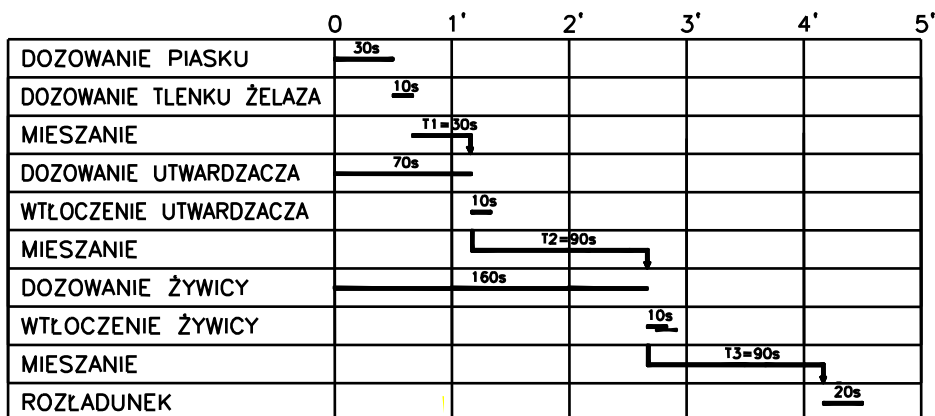 0 1' 2' 3' 4' 5'
DOZOWANIE PIASKU 30s
DOZOWANIE TLENKU ŻELAZA 10s
MIESZANIE T1=30s
DOZOWANIE UTWARDZACZA 70s
WTŁOCZENIE UTWARDZACZA 10s
MIESZANIE T2=90s
DOZOWANIE ŻYWICY 160s
WTŁOCZENIE ŻYWICY 10s
MIESZANIE T3=90s
ROZŁADUNEK 20s